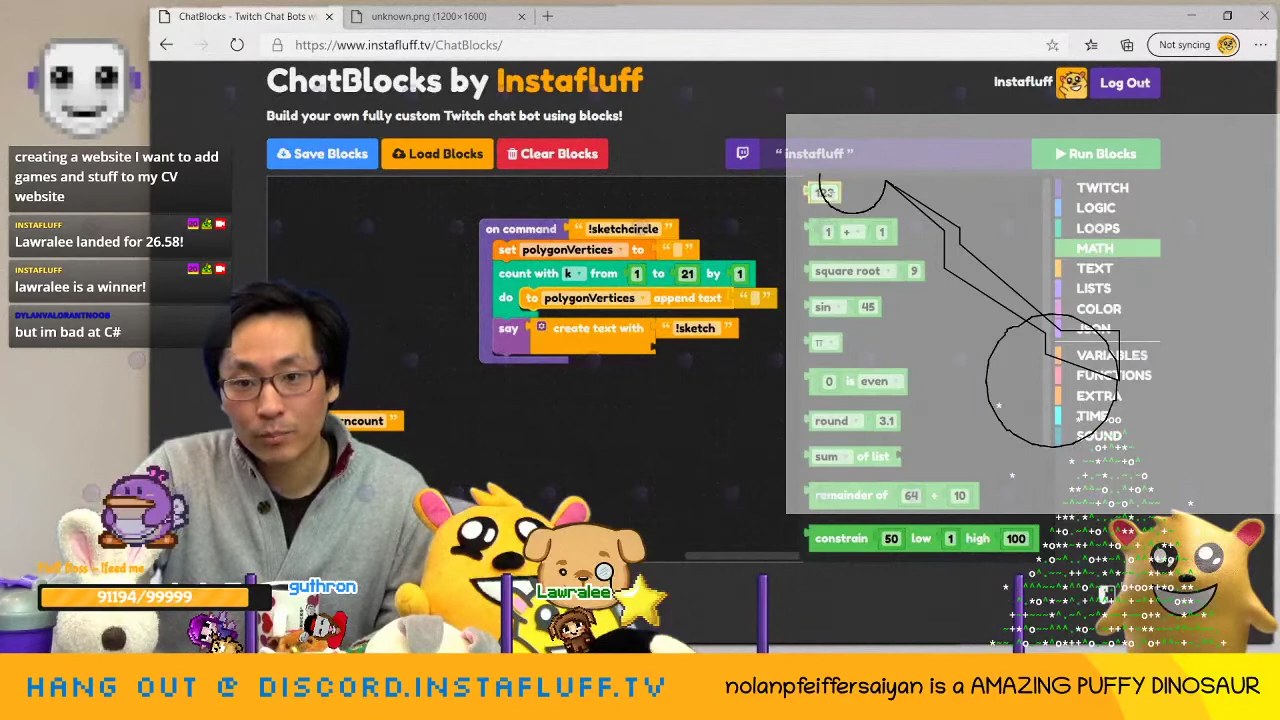 ChatBlocks - Twitch Chat Bots w
unknown.png (1200×1600)
https://www.instafluff.tv/ChatBlocks/
Not syncing
ChatBlocks by Instafluff
Instafluff
Log Out
Build your own fully custom Twitch chat bot using blocks!
Save Blocks
Load Blocks
Clear Blocks
“ instafluff ”
Run Blocks
creating a website I want to add
games and stuff to my CV
website
INSTAFLUFF
Lawralee landed for 26.58!
INSTAFLUFF
lawralee is a winner!
DYLANVALORANTNOOB
but im bad at C#
on command “ !sketchcircle ”
set polygonVertices to “ ”
count with k from 1 to 21 by 1
do to polygonVertices append text “ ”
say create text with “ !sketch ”
rncount ”
123
1 + 1
square root 9
sin 45
π
0 is even
round 3.1
sum of list
remainder of 64 ÷ 10
constrain 50 low 1 high 100
TWITCH
LOGIC
LOOPS
MATH
TEXT
LISTS
COLOR
JSON
VARIABLES
FUNCTIONS
EXTRA
TIME
SOUND
!feed me
91194/99999
guthron
Lawralee
HANG OUT @ DISCORD.INSTAFLUFF.TV
nolanpfeiffersaiyan is a AMAZING PUFFY DINOSAUR